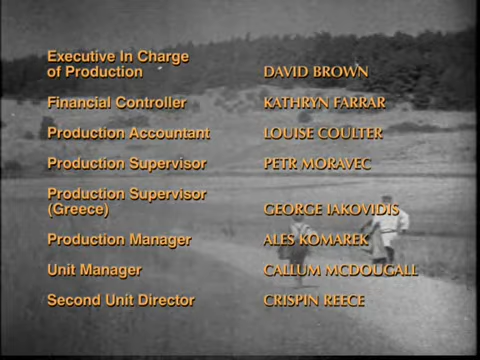 Executive In Charge
of Production DAVID BROWN
Financial Controller KATHRYN FARRAR
Production Accountant LOUISE COULTER
Production Supervisor PETR MORAVEC
Production Supervisor
(Greece) GEORGE IAKOVIDIS
Production Manager ALES KOMAREK
Unit Manager CALLUM MCDOUGALL
Second Unit Director CRISPIN REECE